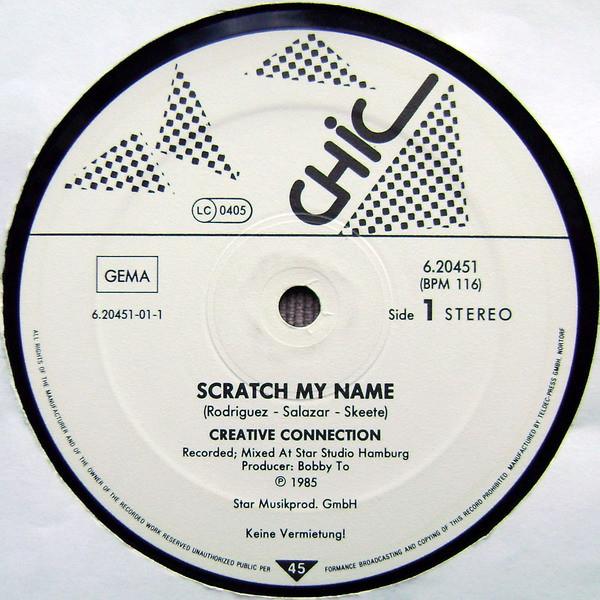 CHIC
LC 0405
GEMA
6.20451
(BPM 116)
6.20451-01-1
Side 1 STEREO
SCRATCH MY NAME
(Rodriguez - Salazar - Skeete)
CREATIVE CONNECTION
Recorded; Mixed At Star Studio Hamburg
Producer: Bobby To
℗ 1985
Star Musikprod. GmbH
Keine Vermietung!
ALL RIGHTS OF THE MANUFACTURER AND OF THE OWNER OF THE RECORDED WORK RESERVED UNAUTHORIZED PUBLIC PER 45 FORMANCE BROADCASTING AND COPYING OF THIS RECORD PROHIBITED. MANUFACTURED BY TELDEC-PRESS GMBH, NORTORF